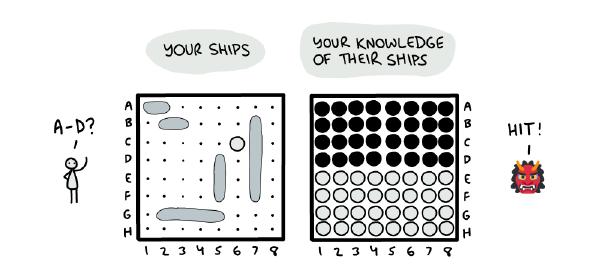 YOUR SHIPS
YOUR KNOWLEDGE
OF THEIR SHIPS
A-D?
A
B
C
D
E
F
G
H
1 2 3 4 5 6 7 8
A
B
C
D
E
F
G
H
1 2 3 4 5 6 7 8
HIT!